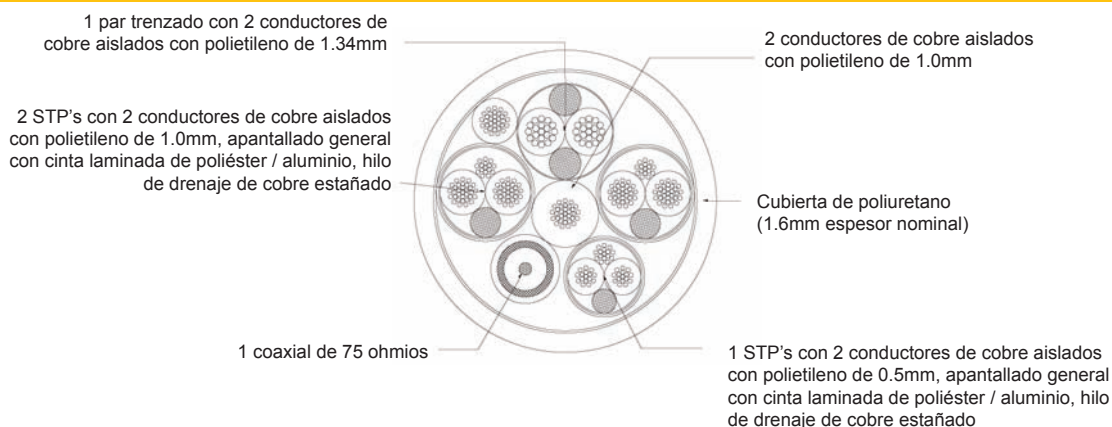 1 par trenzado con 2 conductores de
cobre aislados con polietileno de 1.34mm
2 conductores de cobre aislados
con polietileno de 1.0mm
2 STP's con 2 conductores de cobre aislados
con polietileno de 1.0mm, apantallado general
con cinta laminada de poliéster / aluminio, hilo
de drenaje de cobre estañado
Cubierta de poliuretano
(1.6mm espesor nominal)
1 coaxial de 75 ohmios
1 STP's con 2 conductores de cobre aislados
con polietileno de 0.5mm, apantallado general
con cinta laminada de poliéster / aluminio, hilo
de drenaje de cobre estañado